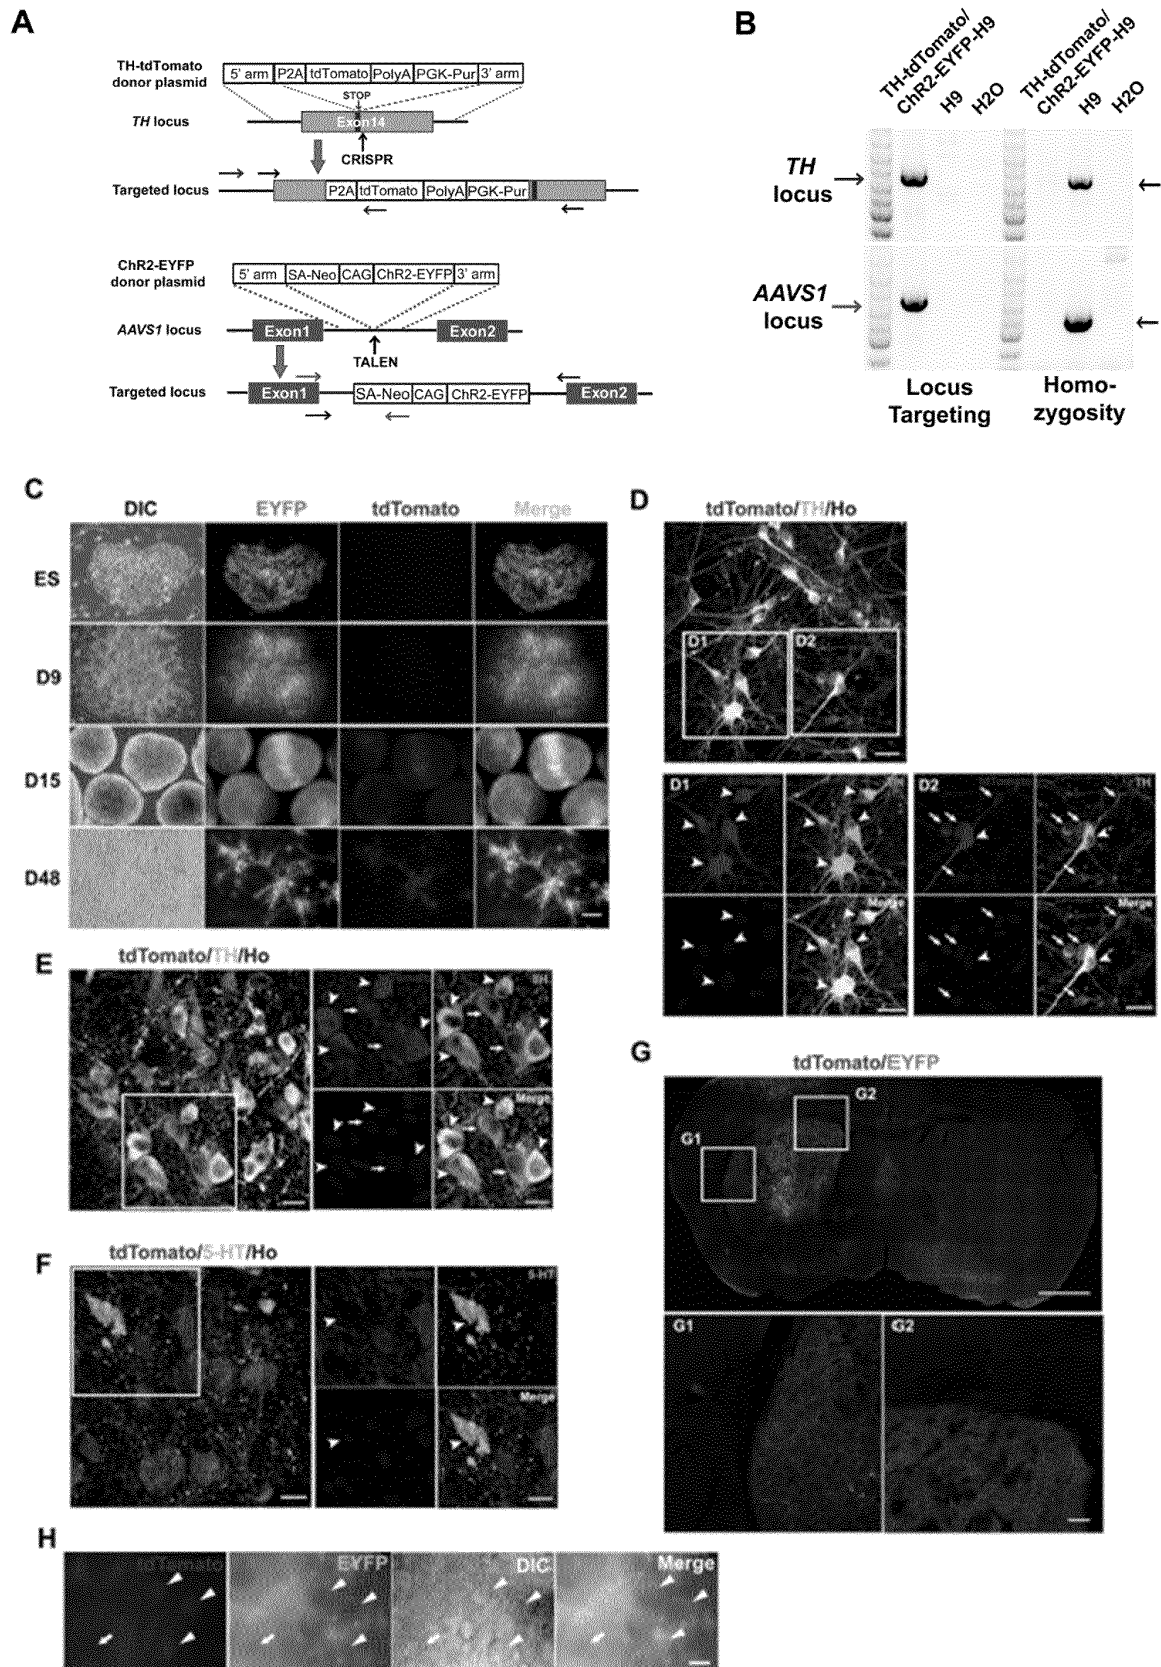 A
TH-tdTomato
donor plasmid
5' arm P2A tdTomato PolyA PGK-Pur 3' arm
STOP
TH locus
Exon14
CRISPR
Targeted locus
P2A tdTomato PolyA PGK-Pur
ChR2-EYFP
donor plasmid
5' arm SA-Neo CAG ChR2-EYFP 3' arm
AAVS1 locus
Exon1 Exon2
TALEN
Targeted locus
Exon1 SA-Neo CAG ChR2-EYFP Exon2
B
TH-tdTomato/
ChR2-EYFP-H9
H9
H2O
TH-tdTomato/
ChR2-EYFP-H9
H9
H2O
TH
locus
AAVS1
locus
Locus
Targeting
Homo-
zygosity
C
DIC EYFP tdTomato Merge
ES
D9
D15
D48
D
tdTomato/TH/Ho
D1 D2
D1 D2 TH
Merge Merge
E
tdTomato/TH/Ho
TH
Merge
F
tdTomato/5-HT/Ho
5-HT
Merge
G
tdTomato/EYFP
G2
G1
G1 G2
H
tdTomato EYFP DIC Merge